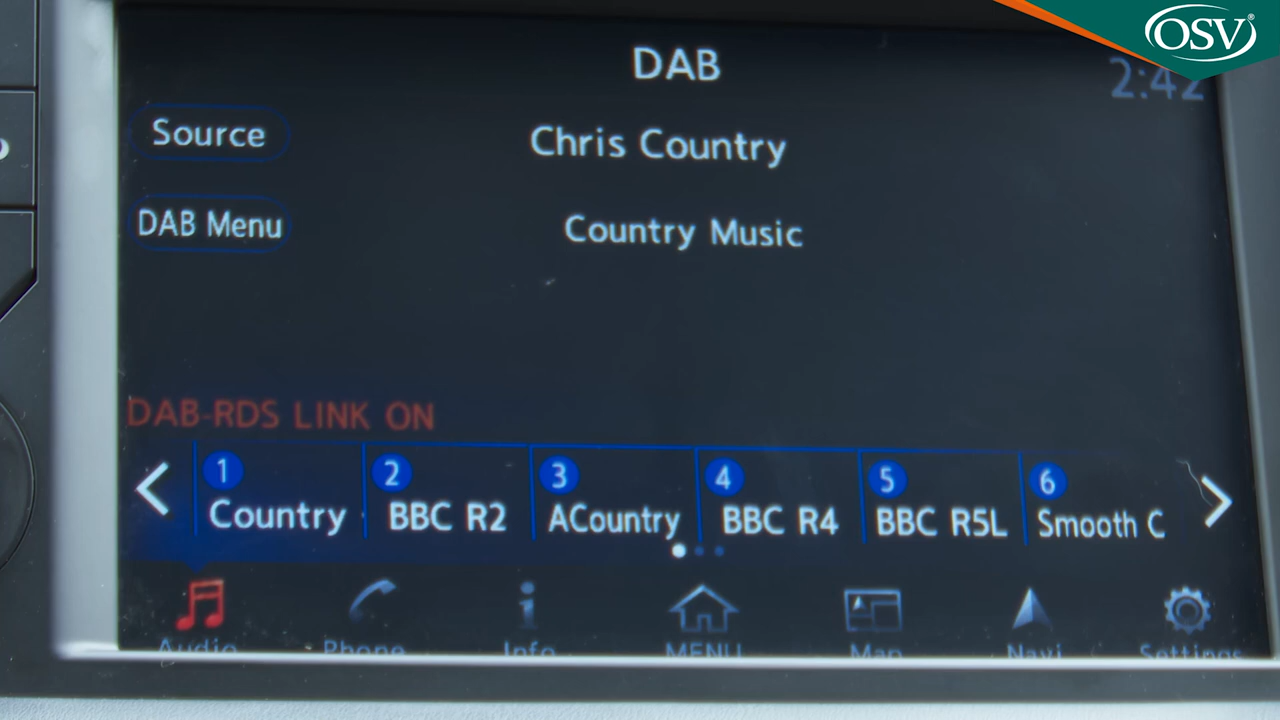 OSV®
DAB
2:42
Source
Chris Country
DAB Menu
Country Music
DAB-RDS LINK ON
1 2 3 4 5 6
Country BBC R2 ACountry BBC R4 BBC R5L Smooth C
Audio Phone Info MENU Map Navi Settings